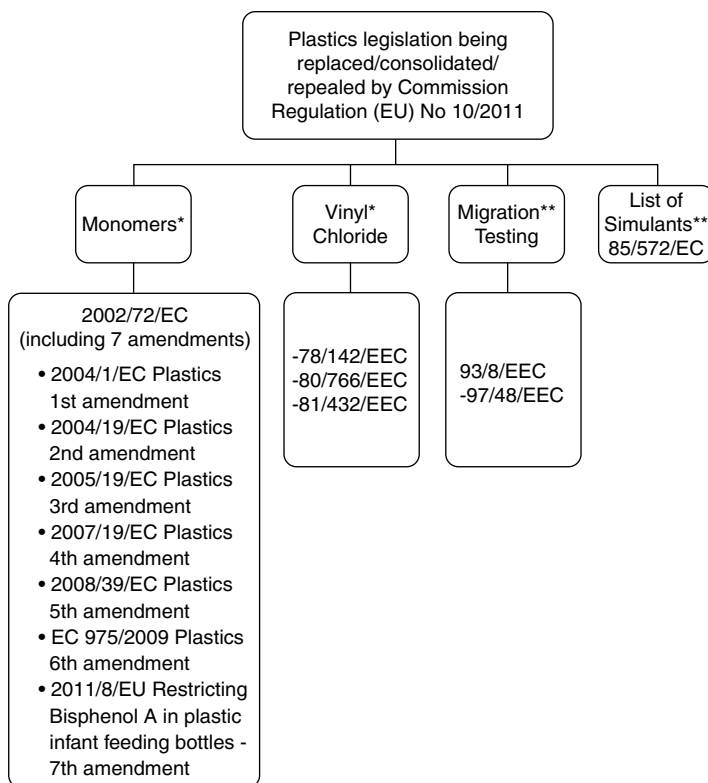 Plastics legislation being
replaced/consolidated/
repealed by Commission
Regulation (EU) No 10/2011
Monomers*
Vinyl*
Chloride
Migration**
Testing
List of
Simulants**
85/572/EC
2002/72/EC
(including 7 amendments)
• 2004/1/EC Plastics
1st amendment
• 2004/19/EC Plastics
2nd amendment
• 2005/19/EC Plastics
3rd amendment
• 2007/19/EC Plastics
4th amendment
• 2008/39/EC Plastics
5th amendment
• EC 975/2009 Plastics
6th amendment
• 2011/8/EU Restricting
Bisphenol A in plastic
infant feeding bottles -
7th amendment
-78/142/EEC
-80/766/EEC
-81/432/EEC
93/8/EEC
-97/48/EEC